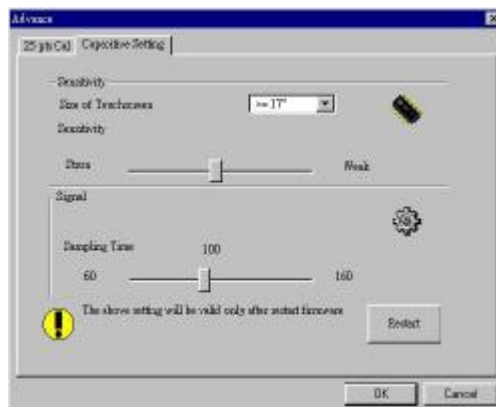 Advance
25 pts Cal Capacitive Setting
Sensitivity
Size of Touchscreen >= 17"
Sensitivity
Weak
Signal
Sampling Time 100
60 160
The above setting will be valid only after restart firmware
Restart
OK Cancel